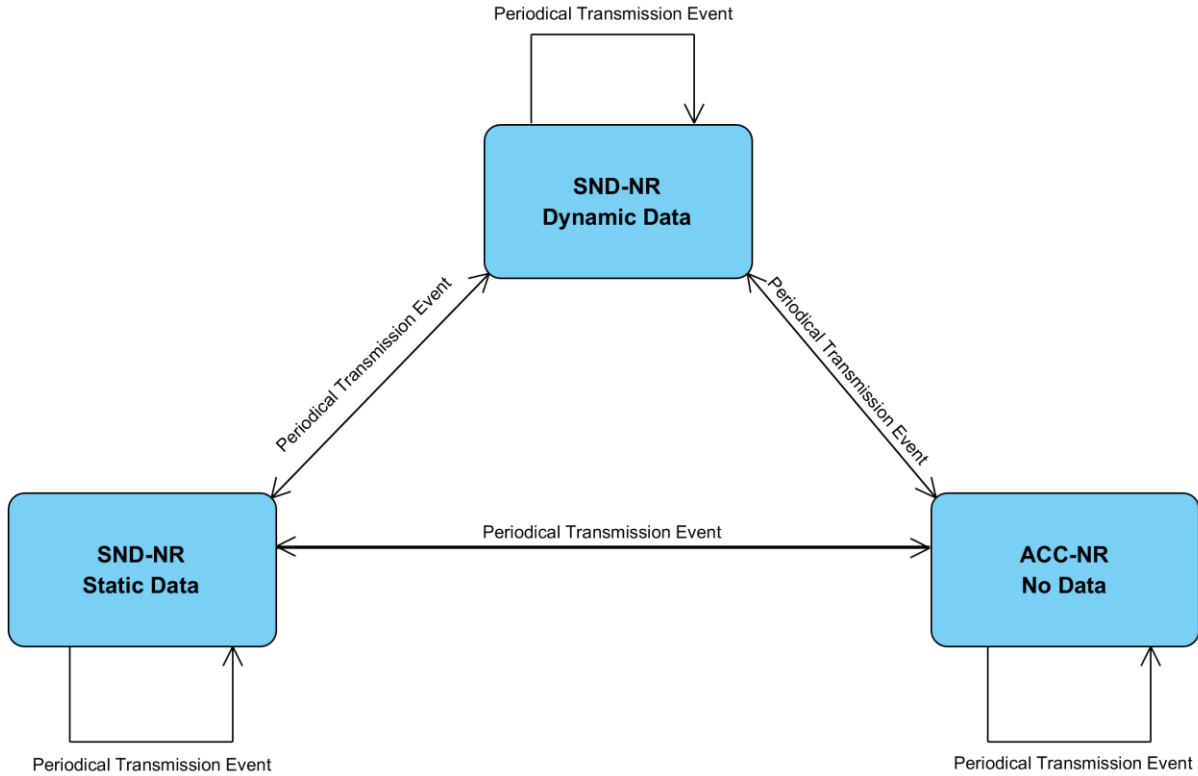 Periodical Transmission Event
SND-NR
Dynamic Data
Periodical Transmission Event
Periodical Transmission Event
Periodical Transmission Event
SND-NR
Static Data
ACC-NR
No Data
Periodical Transmission Event
Periodical Transmission Event